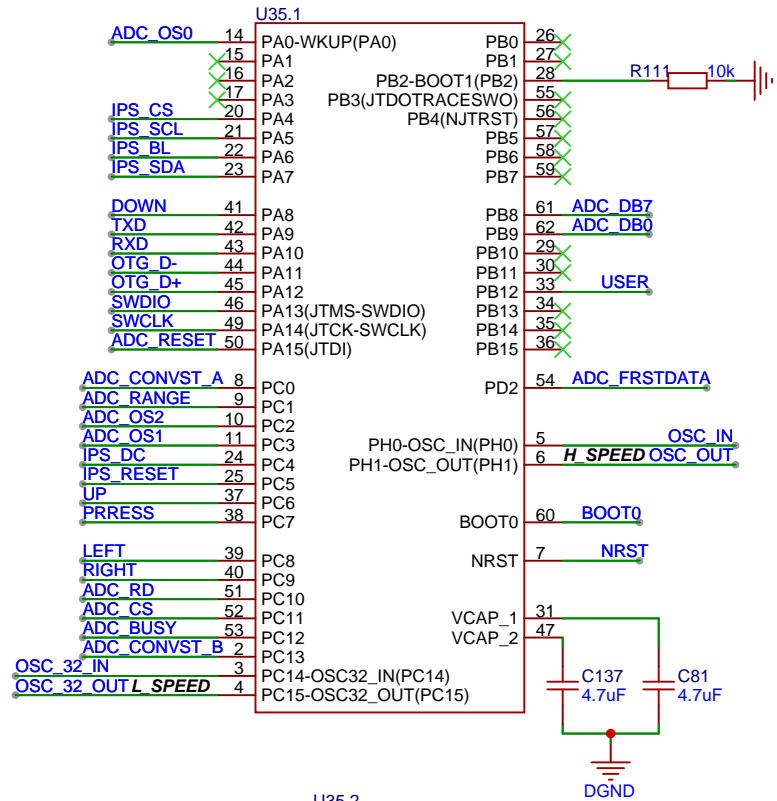 U35.1
ADC_OS0 14 PA0-WKUP(PA0) PB0 26
15 PA1 PB1 27
16 PA2 PB2-BOOT1(PB2) 28 R111 10k
17 PA3 PB3(JTDOTRACESWO) 55
IPS_CS 20 PA4 PB4(NJTRST) 56
IPS_SCL 21 PA5 PB5 57
IPS_BL 22 PA6 PB6 58
IPS_SDA 23 PA7 PB7 59
DOWN 41 PA8 PB8 61 ADC_DB7
TXD 42 PA9 PB9 62 ADC_DB0
RXD 43 PA10 PB10 29
OTG_D- 44 PA11 PB11 30
OTG_D+ 45 PA12 PB12 33 USER
SWDIO 46 PA13(JTMS-SWDIO) PB13 34
SWCLK 49 PA14(JTCK-SWCLK) PB14 35
ADC_RESET 50 PA15(JTDI) PB15 36
ADC_CONVST_A 8 PC0 PD2 54 ADC_FRSTDATA
ADC_RANGE 9 PC1
ADC_OS2 10 PC2
ADC_OS1 11 PC3 PH0-OSC_IN(PH0) 5 OSC_IN
IPS_DC 24 PC4 PH1-OSC_OUT(PH1) 6 H_SPEED OSC_OUT
IPS_RESET 25 PC5
UP 37 PC6
PRRESS 38 PC7 BOOT0 60 BOOT0
LEFT 39 PC8 NRST 7 NRST
RIGHT 40 PC9
ADC_RD 51 PC10
ADC_CS 52 PC11 VCAP_1 31
ADC_BUSY 53 PC12 VCAP_2 47
ADC_CONVST_B 2 PC13
OSC_32_IN 3 PC14-OSC32_IN(PC14)
OSC_32_OUT L_SPEED 4 PC15-OSC32_OUT(PC15)
C137 C81
4.7uF 4.7uF
DGND
U35.2